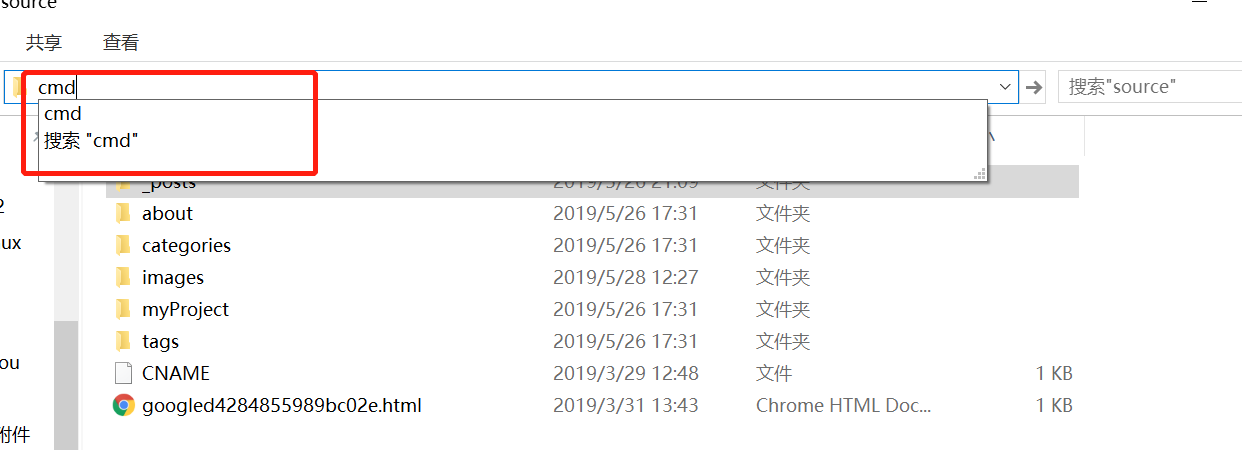 source
共享 查看
cmd 搜索"source"
cmd
搜索 "cmd"
_posts 2019/5/26 21:09 文件夹
2
about 2019/5/26 17:31 文件夹
ux
categories 2019/5/26 17:31 文件夹
images 2019/5/28 12:27 文件夹
myProject 2019/5/26 17:31 文件夹
tags 2019/5/26 17:31 文件夹
ou
CNAME 2019/3/29 12:48 文件 1 KB
googled4284855989bc02e.html 2019/3/31 13:43 Chrome HTML Doc... 1 KB
附件